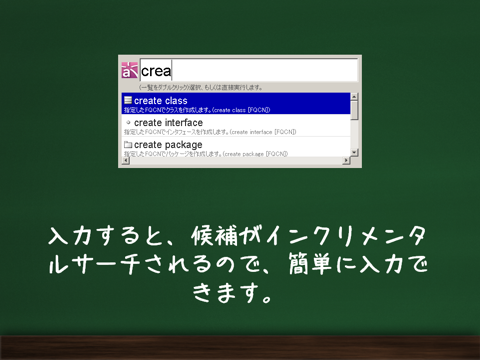 crea
(一覧をダブルクリック)選択、もしくは直接実行します。
create class
指定したFQCNでクラスを作成します。(create class [FQCN])
create interface
指定したFQCNでインタフェースを作成します。(create interface [FQCN])
create package
指定したFQCNでパッケージを作成します。(create package [FQCN])
入力すると、候補がインクリメンタ
ルサーチされるので、簡単に入力で
きます。